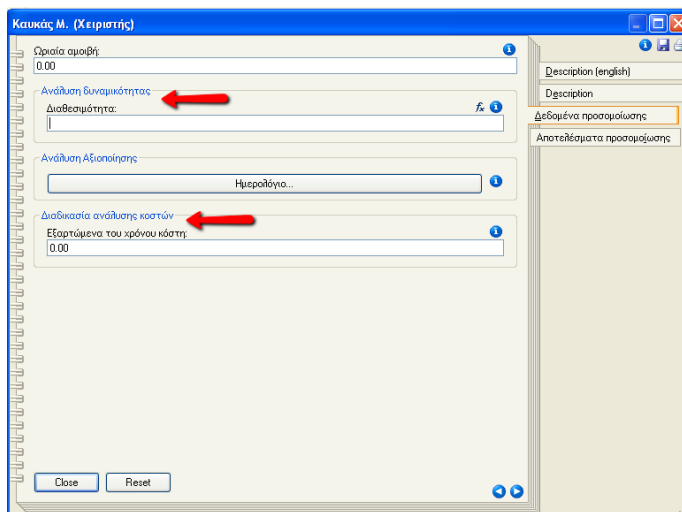 Καυκάς Μ. (Χειριστής)
Ωριαία αμοιβή:
0.00
Ανάλυση δυναμικότητας
Διαθεσιμότητα:
fx
Ανάλυση Αξιοποίησης
Ημερολόγιο...
Διαδικασία ανάλυσης κοστών
Εξαρτώμενα του χρόνου κόστη:
0.00
Close
Reset
Description (english)
Description
Δεδομένα προσομοίωσης
Αποτελέσματα προσομοίωσης